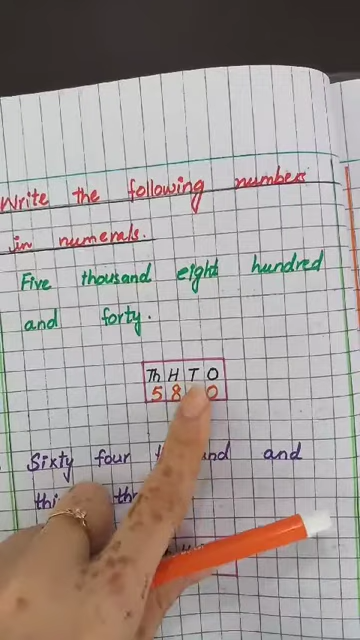 Write the following numbers
in numerals.
Five thousand eight hundred
and forty.
Th H T O
5 8 0
Sixty four and